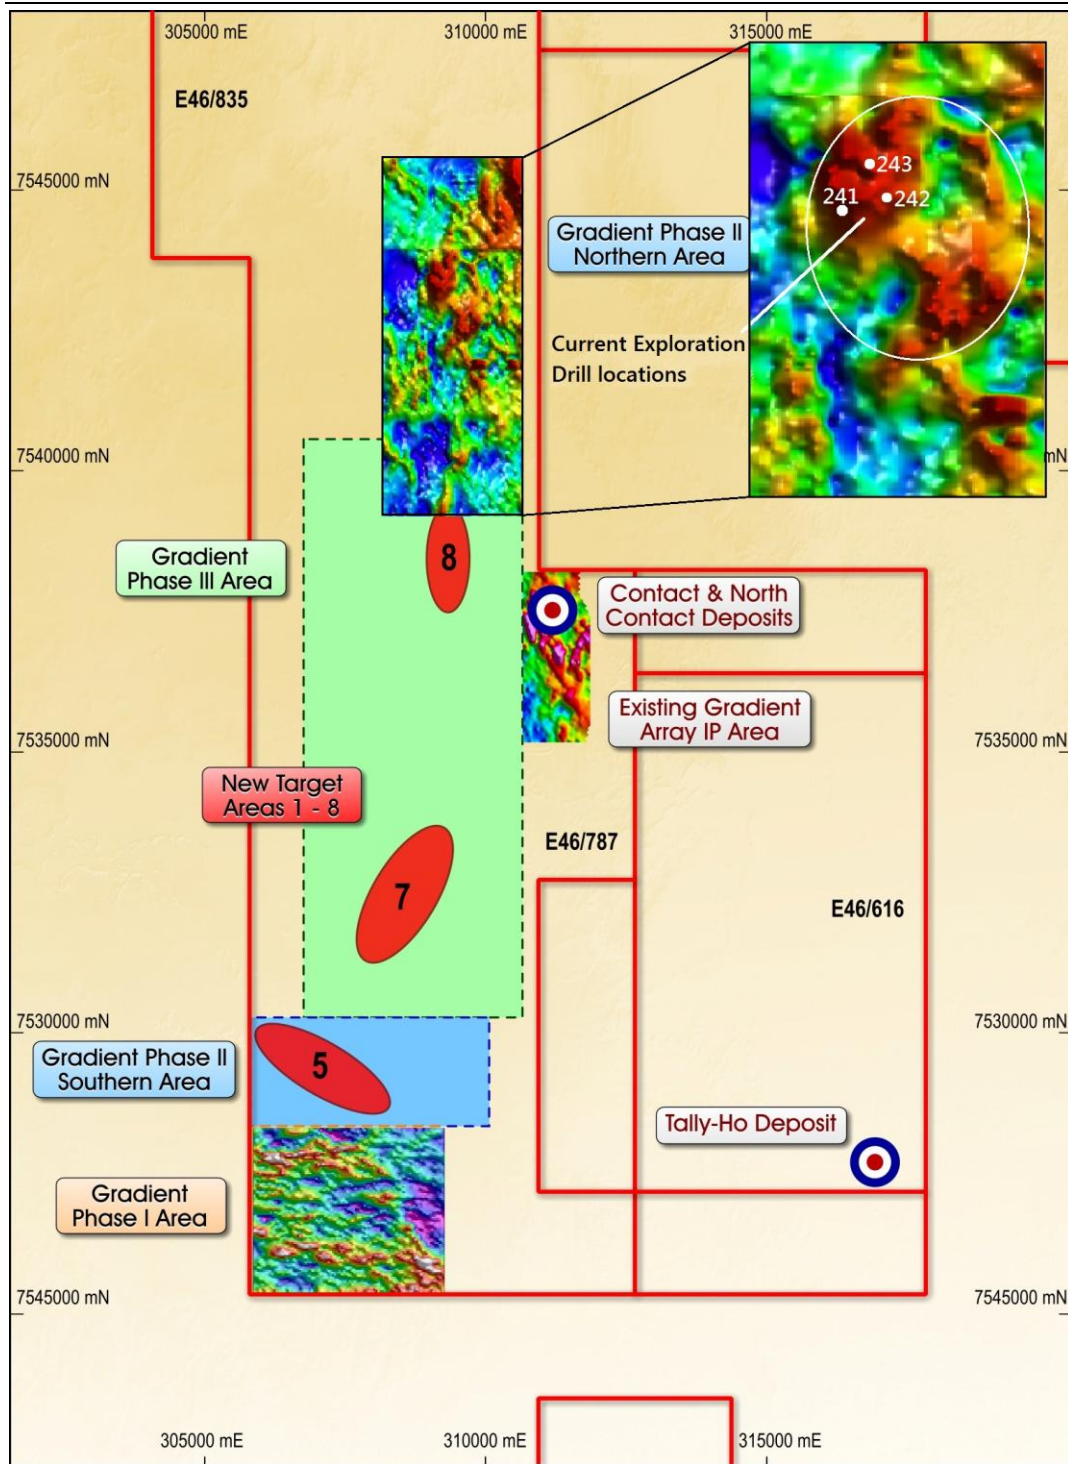 305000 mE
310000 mE
315000 mE
E46/835
7545000 mN
243
241
242
Gradient Phase II
Northern Area
Current Exploration
Drill locations
7540000 mN
mN
8
Gradient
Phase III Area
Contact & North
Contact Deposits
Existing Gradient
Array IP Area
7535000 mN
7535000 mN
New Target
Areas 1 - 8
E46/787
7
E46/616
7530000 mN
7530000 mN
Gradient Phase II
Southern Area
5
Tally-Ho Deposit
Gradient
Phase I Area
7545000 mN
7545000 mN
305000 mE
310000 mE
315000 mE